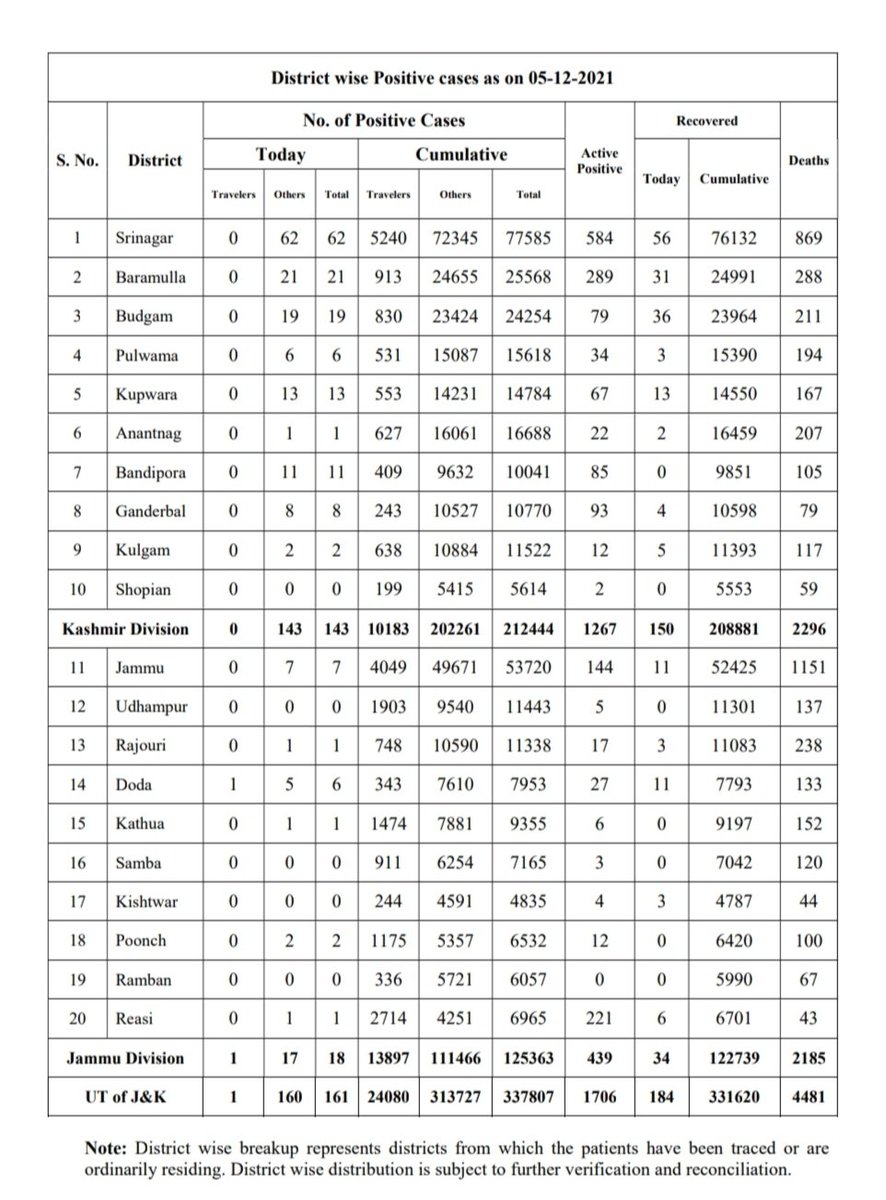 District wise Positive cases as on 05-12-2021
S. No. District No. of Positive Cases Active Positive Recovered Deaths
Today Cumulative Today Cumulative
Travelers Others Total Travelers Others Total
1 Srinagar 0 62 62 5240 72345 77585 584 56 76132 869
2 Baramulla 0 21 21 913 24655 25568 289 31 24991 288
3 Budgam 0 19 19 830 23424 24254 79 36 23964 211
4 Pulwama 0 6 6 531 15087 15618 34 3 15390 194
5 Kupwara 0 13 13 553 14231 14784 67 13 14550 167
6 Anantnag 0 1 1 627 16061 16688 22 2 16459 207
7 Bandipora 0 11 11 409 9632 10041 85 0 9851 105
8 Ganderbal 0 8 8 243 10527 10770 93 4 10598 79
9 Kulgam 0 2 2 638 10884 11522 12 5 11393 117
10 Shopian 0 0 0 199 5415 5614 2 0 5553 59
Kashmir Division 0 143 143 10183 202261 212444 1267 150 208881 2296
11 Jammu 0 7 7 4049 49671 53720 144 11 52425 1151
12 Udhampur 0 0 0 1903 9540 11443 5 0 11301 137
13 Rajouri 0 1 1 748 10590 11338 17 3 11083 238
14 Doda 1 5 6 343 7610 7953 27 11 7793 133
15 Kathua 0 1 1 1474 7881 9355 6 0 9197 152
16 Samba 0 0 0 911 6254 7165 3 0 7042 120
17 Kishtwar 0 0 0 244 4591 4835 4 3 4787 44
18 Poonch 0 2 2 1175 5357 6532 12 0 6420 100
19 Ramban 0 0 0 336 5721 6057 0 0 5990 67
20 Reasi 0 1 1 2714 4251 6965 221 6 6701 43
Jammu Division 1 17 18 13897 111466 125363 439 34 122739 2185
UT of J&K 1 160 161 24080 313727 337807 1706 184 331620 4481
Note: District wise breakup represents districts from which the patients have been traced or are
ordinarily residing. District wise distribution is subject to further verification and reconciliation.